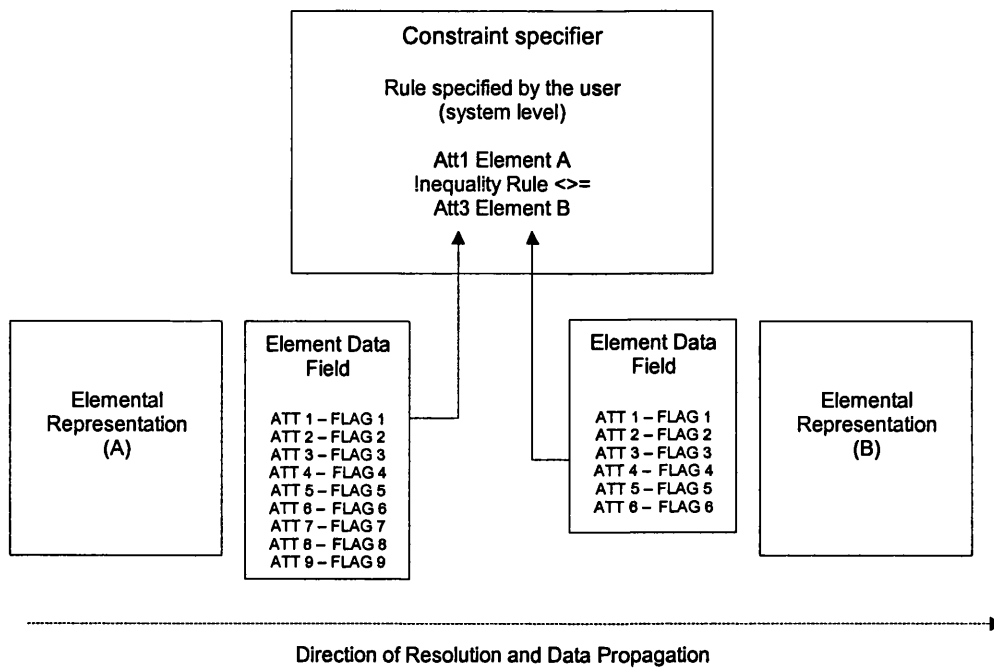 Constraint specifier
Rule specified by the user
(system level)
Att1 Element A
!nequality Rule <>=
Att3 Element B
Elemental
Representation
(A)
Element Data
Field
ATT 1 – FLAG 1
ATT 2 – FLAG 2
ATT 3 – FLAG 3
ATT 4 – FLAG 4
ATT 5 – FLAG 5
ATT 6 – FLAG 6
ATT 7 – FLAG 7
ATT 8 – FLAG 8
ATT 9 – FLAG 9
Element Data
Field
ATT 1 – FLAG 1
ATT 2 – FLAG 2
ATT 3 – FLAG 3
ATT 4 – FLAG 4
ATT 5 – FLAG 5
ATT 6 – FLAG 6
Elemental
Representation
(B)
Direction of Resolution and Data Propagation